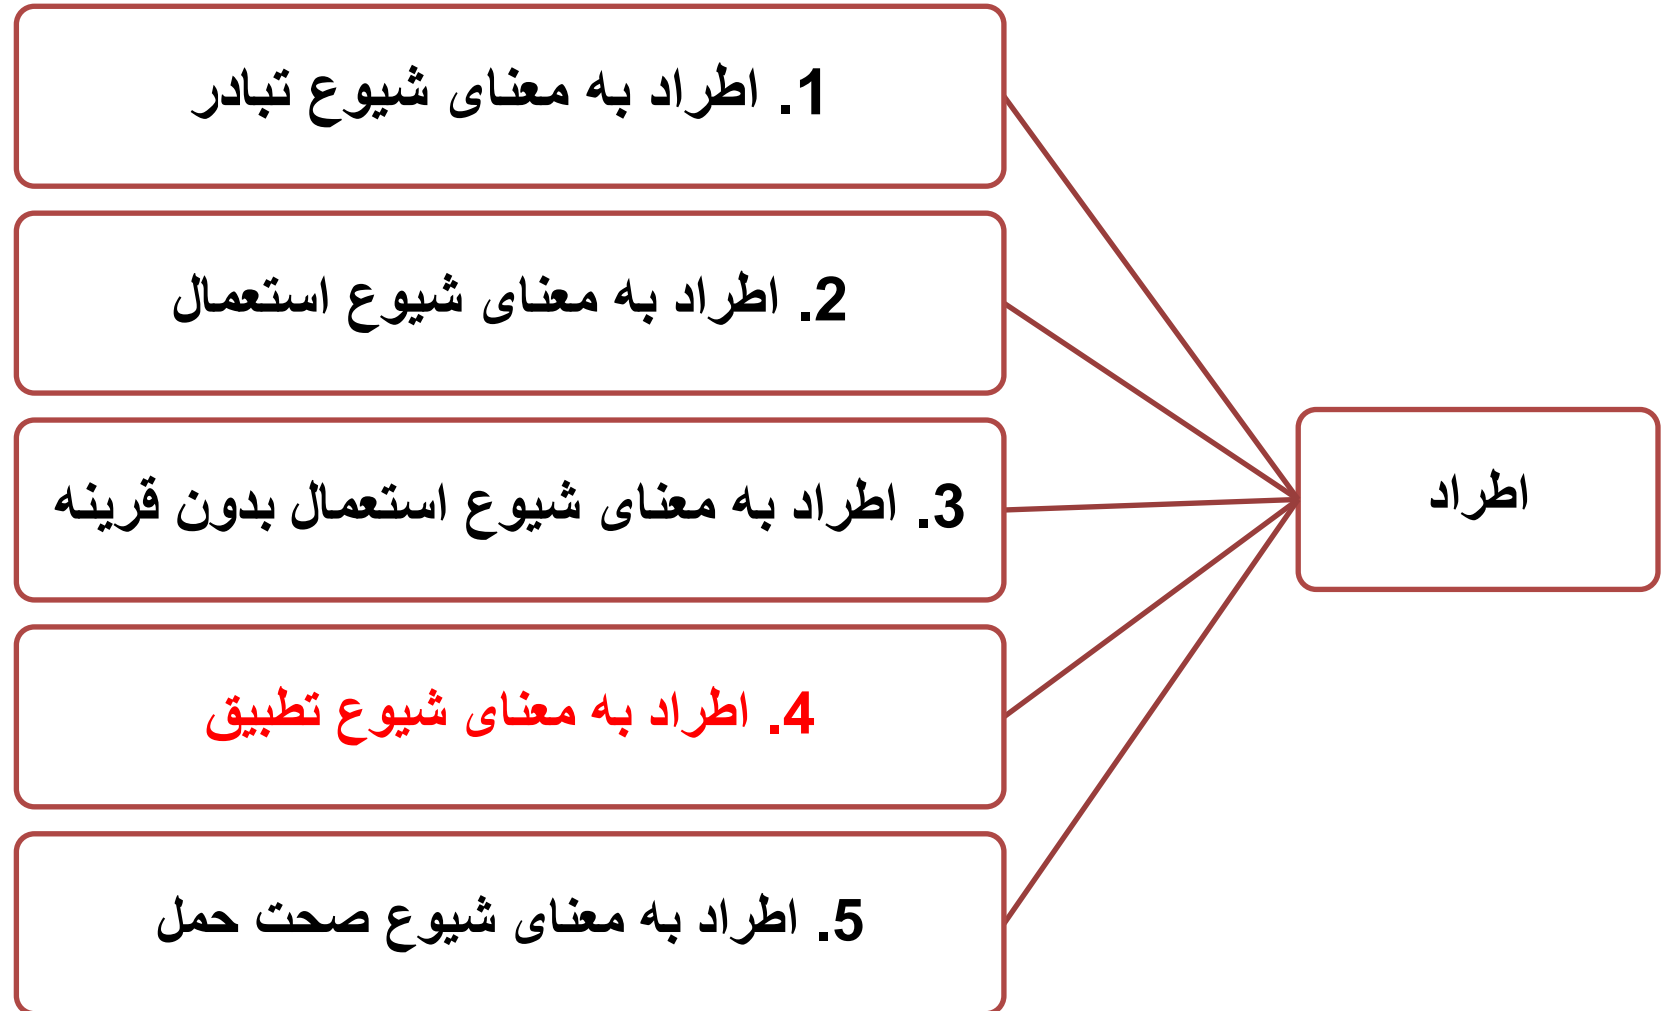 اطراد
1. اطراد به معنای شیوع تبادر
2. اطراد به معنای شیوع استعمال
3. اطراد به معنای شیوع استعمال بدون قرینه
4. اطراد به معنای شیوع تطبیق
5. اطراد به معنای شیوع صحت حمل